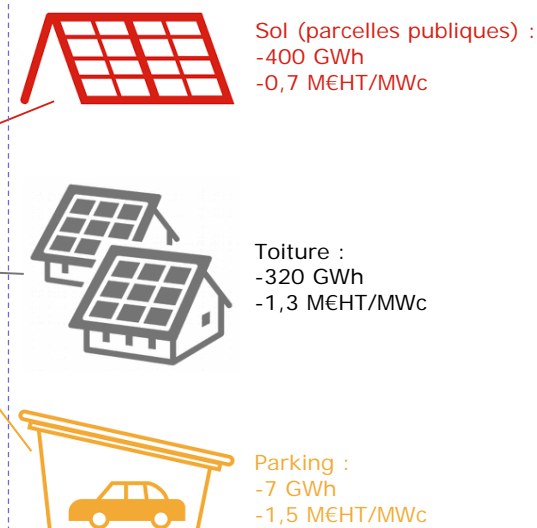 Sol (parcelles publiques) :
-400 GWh
-0,7 M€HT/MWc
Toiture :
-320 GWh
-1,3 M€HT/MWc
Parking :
-7 GWh
-1,5 M€HT/MWc